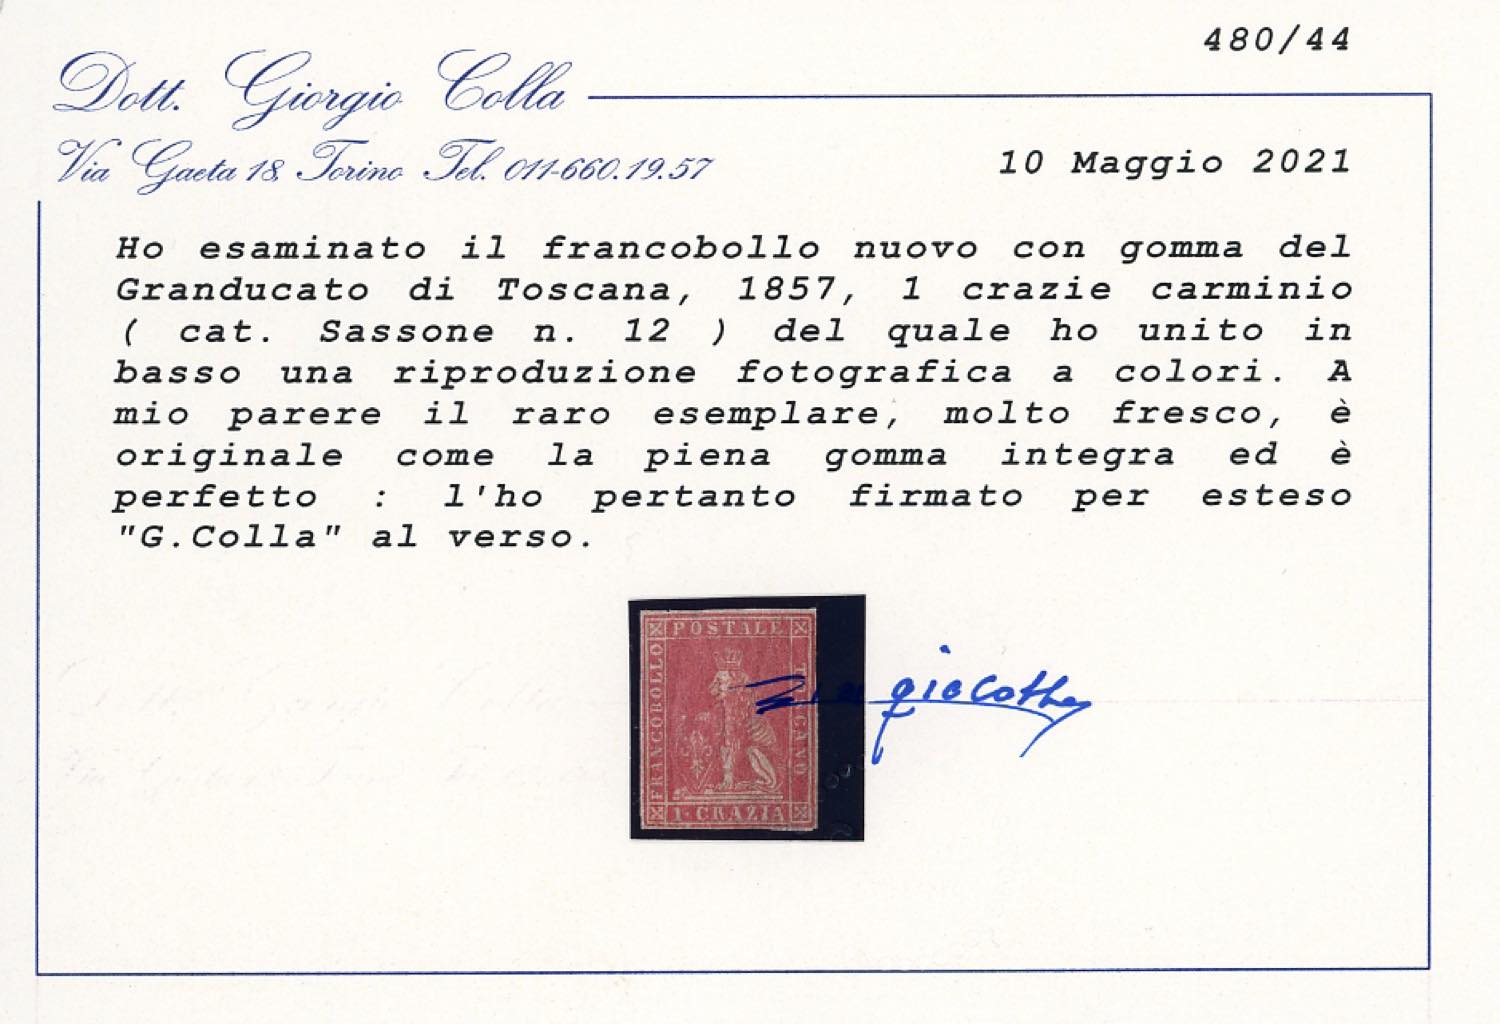 480/44
Dott. Giorgio Colla
Via Gaeta 18, Torino Tel. 011-660.19.57
10 Maggio 2021
Ho esaminato il francobollo nuovo con gomma del
Granducato di Toscana, 1857, 1 crazie carminio
( cat. Sassone n. 12 ) del quale ho unito in
basso una riproduzione fotografica a colori. A
mio parere il raro esemplare, molto fresco, è
originale come la piena gomma integra ed è
perfetto : l'ho pertanto firmato per esteso
"G.Colla" al verso.
POSTALE
FRANCOBOLLO
1·CRAZIA